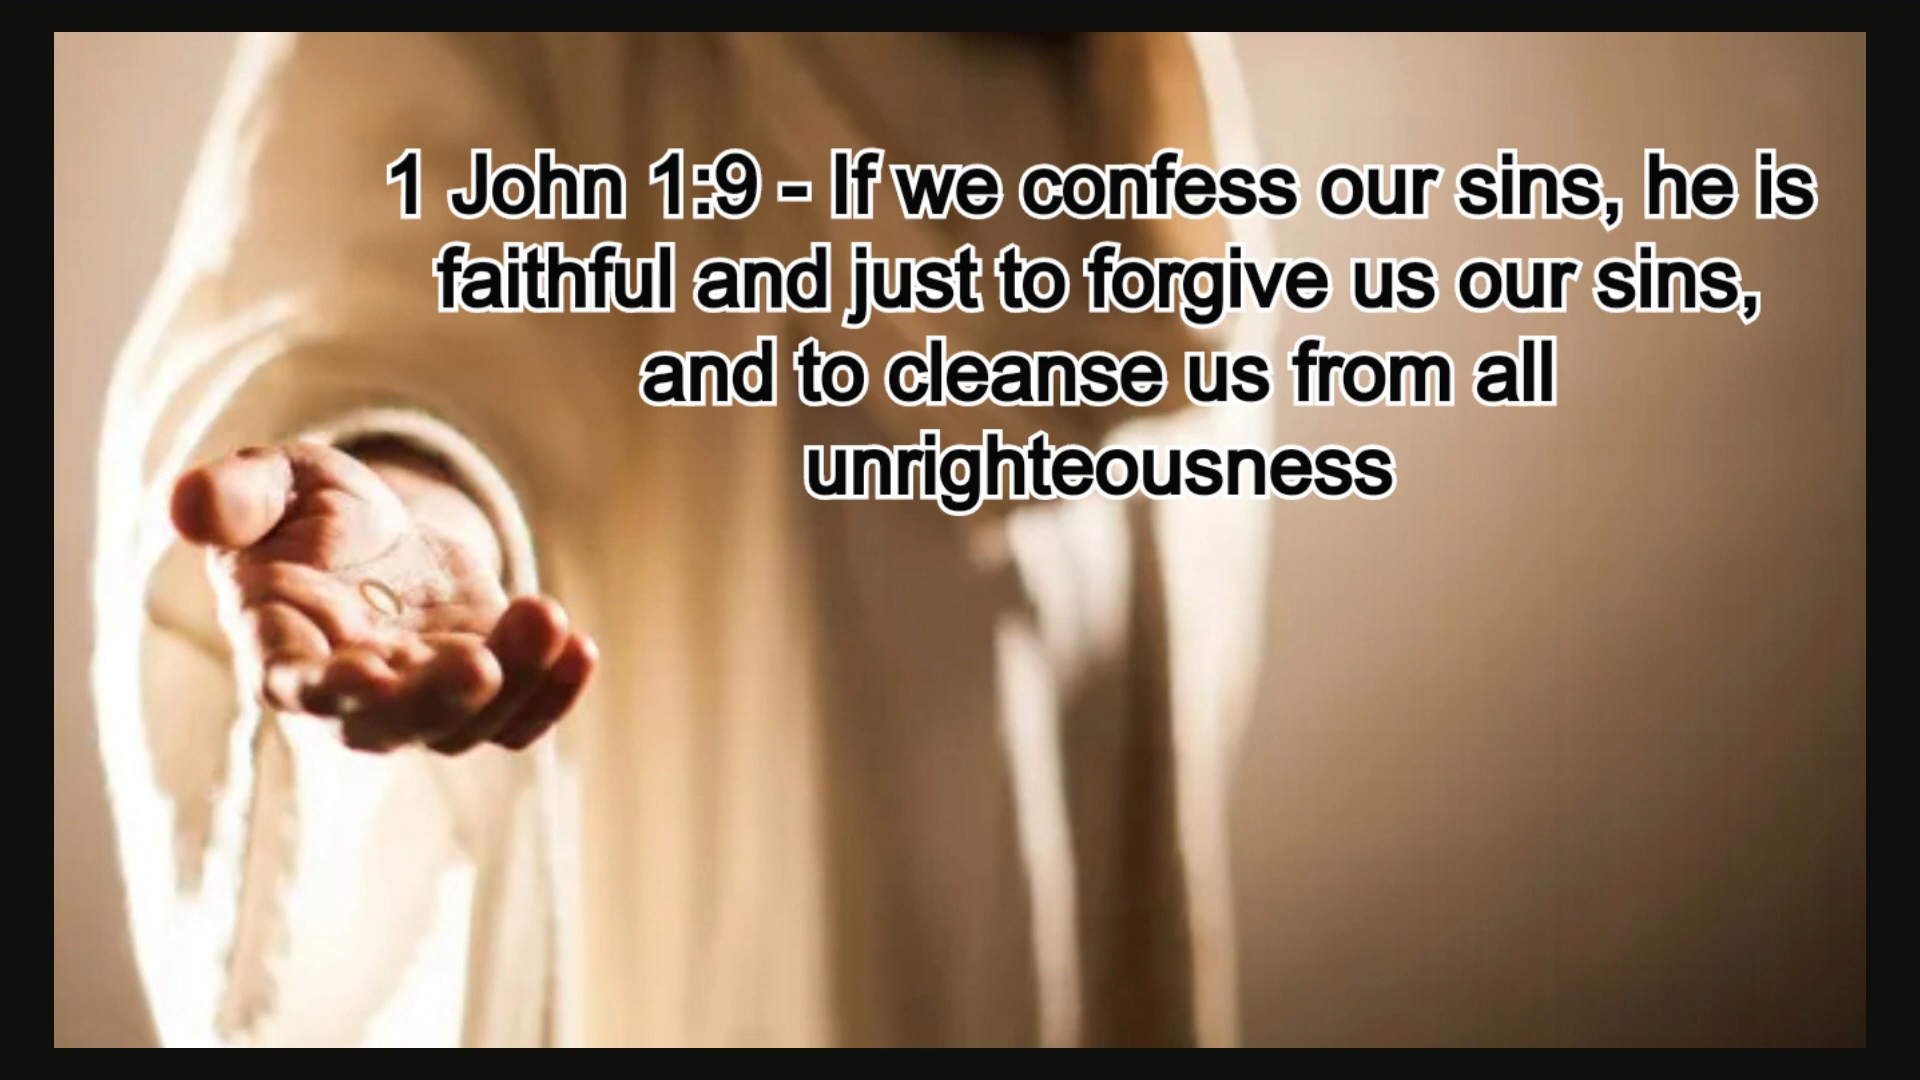 1 John 1:9 - If we confess our sins, he is
faithful and just to forgive us our sins,
and to cleanse us from all
unrighteousness